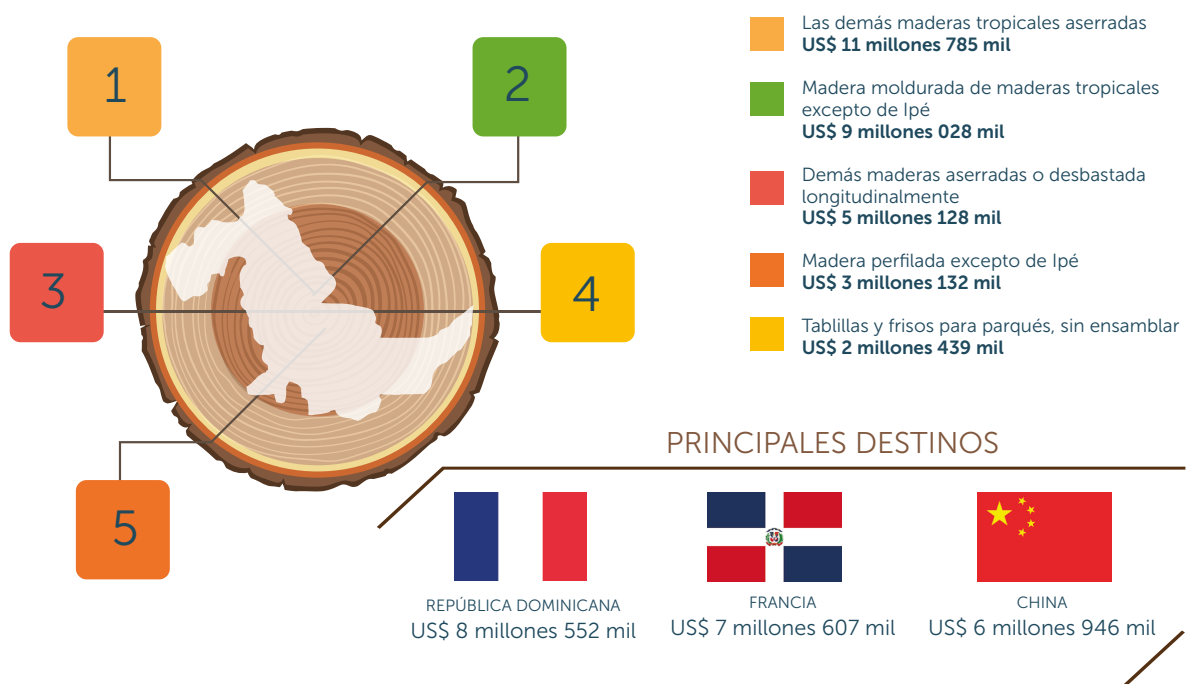 1
2
3
4
5
Las demás maderas tropicales aserradas
US$ 11 millones 785 mil
Madera moldurada de maderas tropicales
excepto de Ipé
US$ 9 millones 028 mil
Demás maderas aserradas o desbastada
longitudinalmente
US$ 5 millones 128 mil
Madera perfilada excepto de Ipé
US$ 3 millones 132 mil
Tablillas y frisos para parqués, sin ensamblar
US$ 2 millones 439 mil
PRINCIPALES DESTINOS
REPÚBLICA DOMINICANA
US$ 8 millones 552 mil
FRANCIA
US$ 7 millones 607 mil
CHINA
US$ 6 millones 946 mil